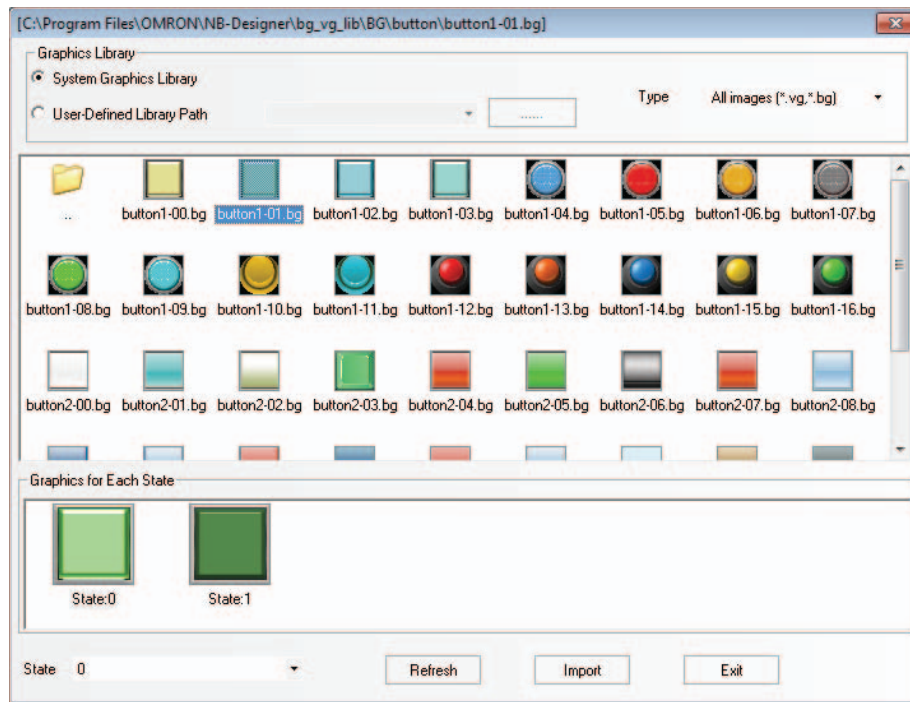 [C:\Program Files\OMRON\NB-Designer\bg_vg_lib\BG\button\button1-01.bg]
Graphics Library
System Graphics Library
User-Defined Library Path
......
Type
All images (*.vg,*.bg)
..
button1-00.bg
button1-01.bg
button1-02.bg
button1-03.bg
button1-04.bg
button1-05.bg
button1-06.bg
button1-07.bg
button1-08.bg
button1-09.bg
button1-10.bg
button1-11.bg
button1-12.bg
button1-13.bg
button1-14.bg
button1-15.bg
button1-16.bg
button2-00.bg
button2-01.bg
button2-02.bg
button2-03.bg
button2-04.bg
button2-05.bg
button2-06.bg
button2-07.bg
button2-08.bg
Graphics for Each State
State:0
State:1
State
0
Refresh
Import
Exit